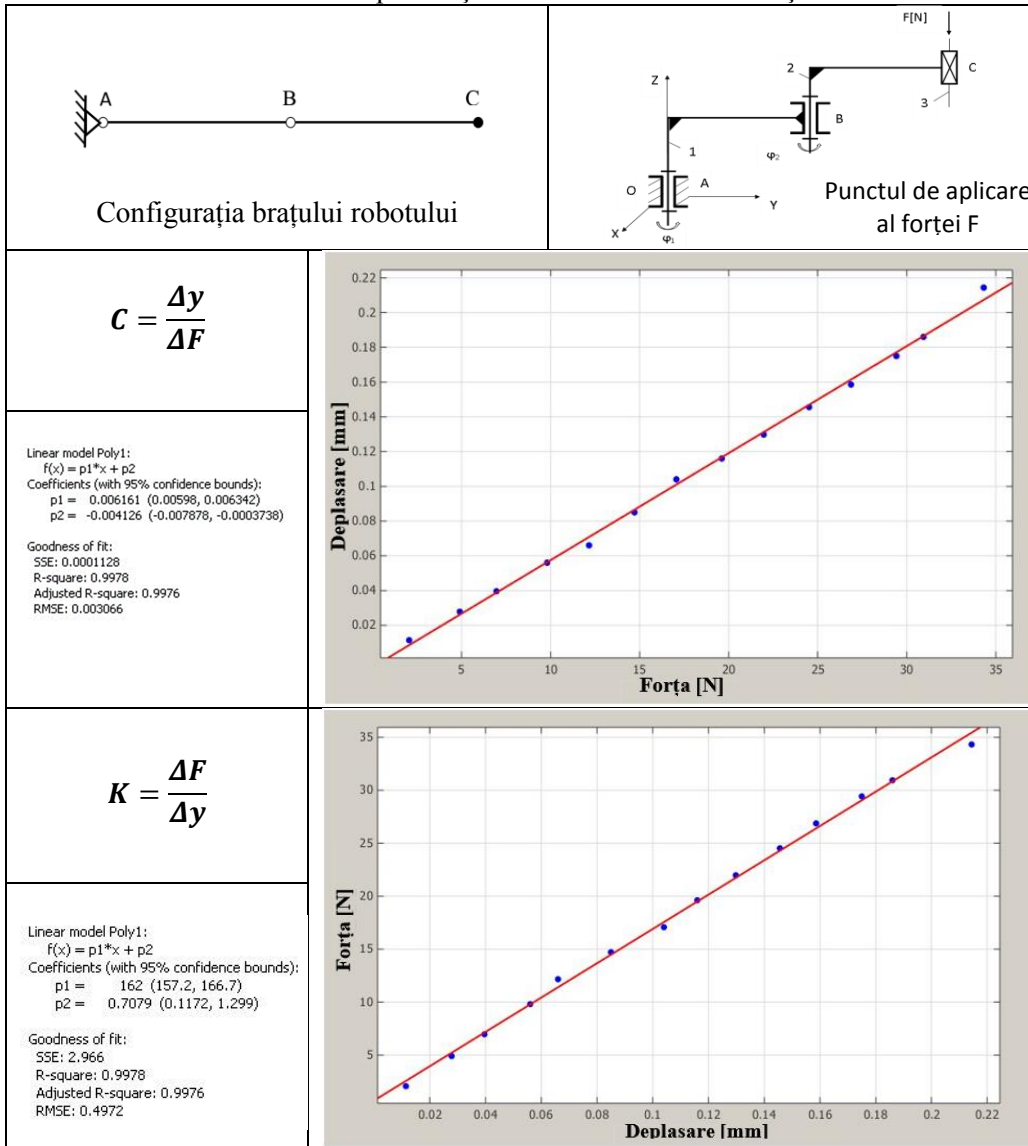 A B C
Configurația brațului robotului
F[N]
2
C
Z
3
B
1
φ₂
O A
Y
Punctul de aplicare
X
al forței F
φ₁
C = Δy / ΔF
Linear model Poly1:
f(x) = p1*x + p2
Coefficients (with 95% confidence bounds):
p1 = 0.006161 (0.00598, 0.006342)
p2 = -0.004126 (-0.007878, -0.0003738)
Goodness of fit:
SSE: 0.0001128
R-square: 0.9978
Adjusted R-square: 0.9976
RMSE: 0.003066
0.22
0.2
0.18
0.16
0.14
0.12
0.1
0.08
0.06
0.04
0.02
Deplasare [mm]
5 10 15 20 25 30 35
Forța [N]
K = ΔF / Δy
Linear model Poly1:
f(x) = p1*x + p2
Coefficients (with 95% confidence bounds):
p1 = 162 (157.2, 166.7)
p2 = 0.7079 (0.1172, 1.299)
Goodness of fit:
SSE: 2.966
R-square: 0.9978
Adjusted R-square: 0.9976
RMSE: 0.4972
35
30
25
20
15
10
5
Forța [N]
0.02 0.04 0.06 0.08 0.1 0.12 0.14 0.16 0.18 0.2 0.22
Deplasare [mm]